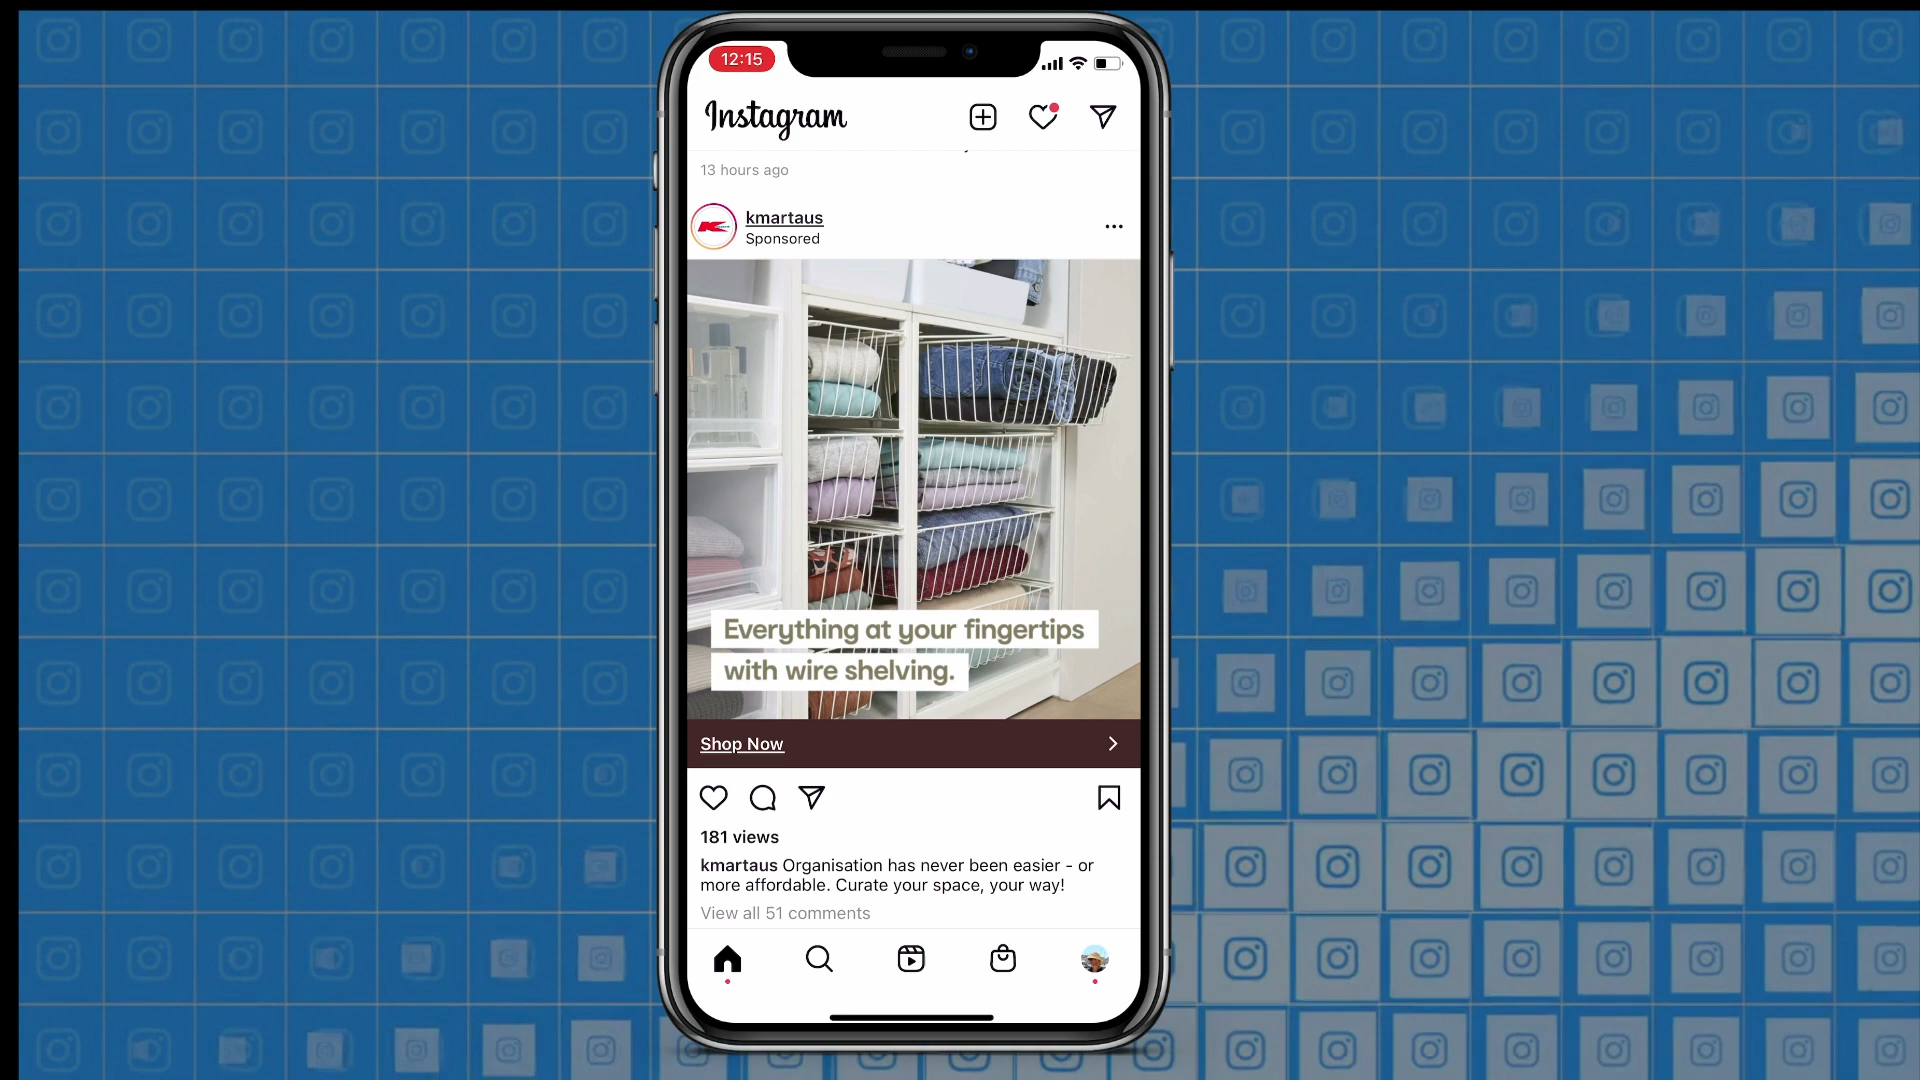 12:15
Instagram
13 hours ago
kmartaus
Sponsored
Everything at your fingertips
with wire shelving.
Shop Now
181 views
kmartaus Organisation has never been easier - or
more affordable. Curate your space, your way!
View all 51 comments